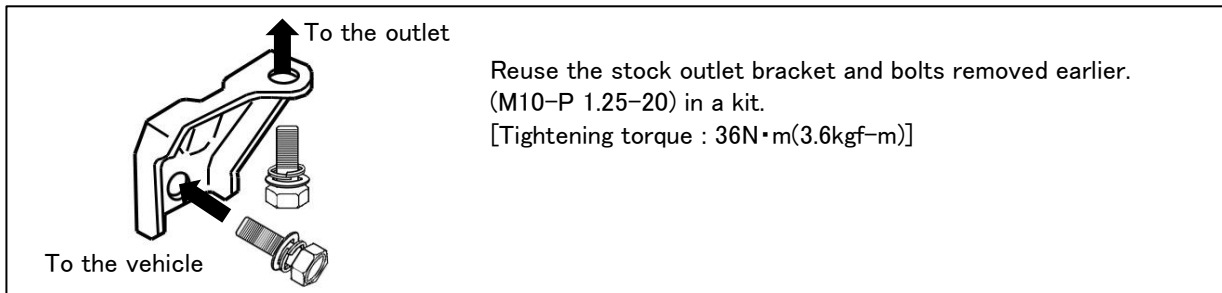 To the outlet
Reuse the stock outlet bracket and bolts removed earlier.
(M10-P 1.25-20) in a kit.
[Tightening torque : 36N・m(3.6kgf-m)]
To the vehicle